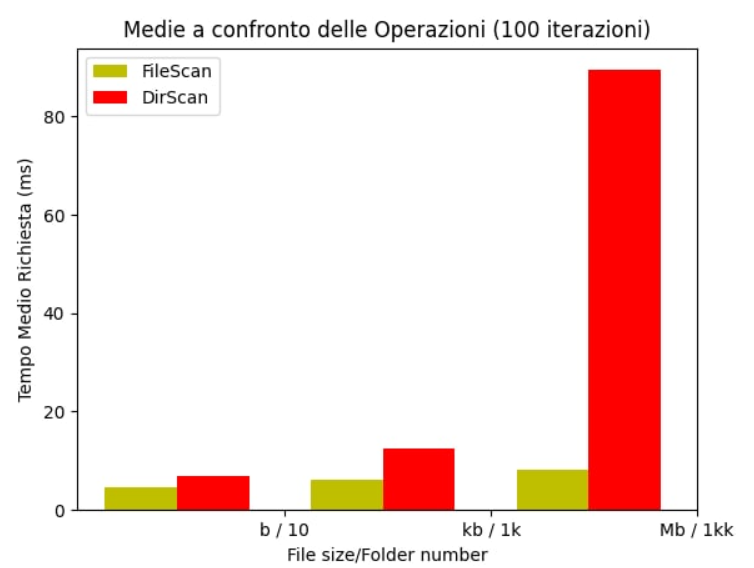 Medie a confronto delle Operazioni (100 iterazioni)
FileScan
DirScan
Tempo Medio Richiesta (ms)
80
60
40
20
0
b / 10
kb / 1k
Mb / 1kk
File size/Folder number